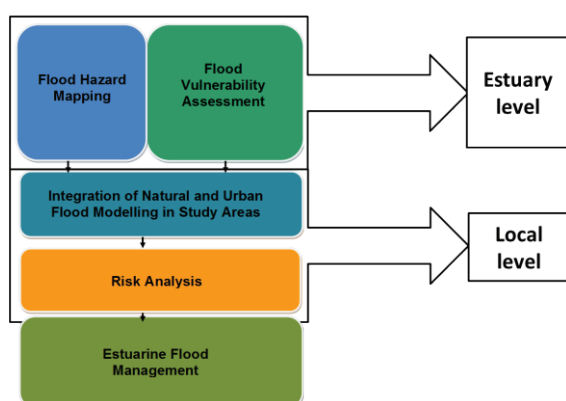 Flood Hazard
Mapping
Flood
Vulnerability
Assessment
Estuary
level
Integration of Natural and Urban
Flood Modelling in Study Areas
Local
level
Risk Analysis
Estuarine Flood
Management